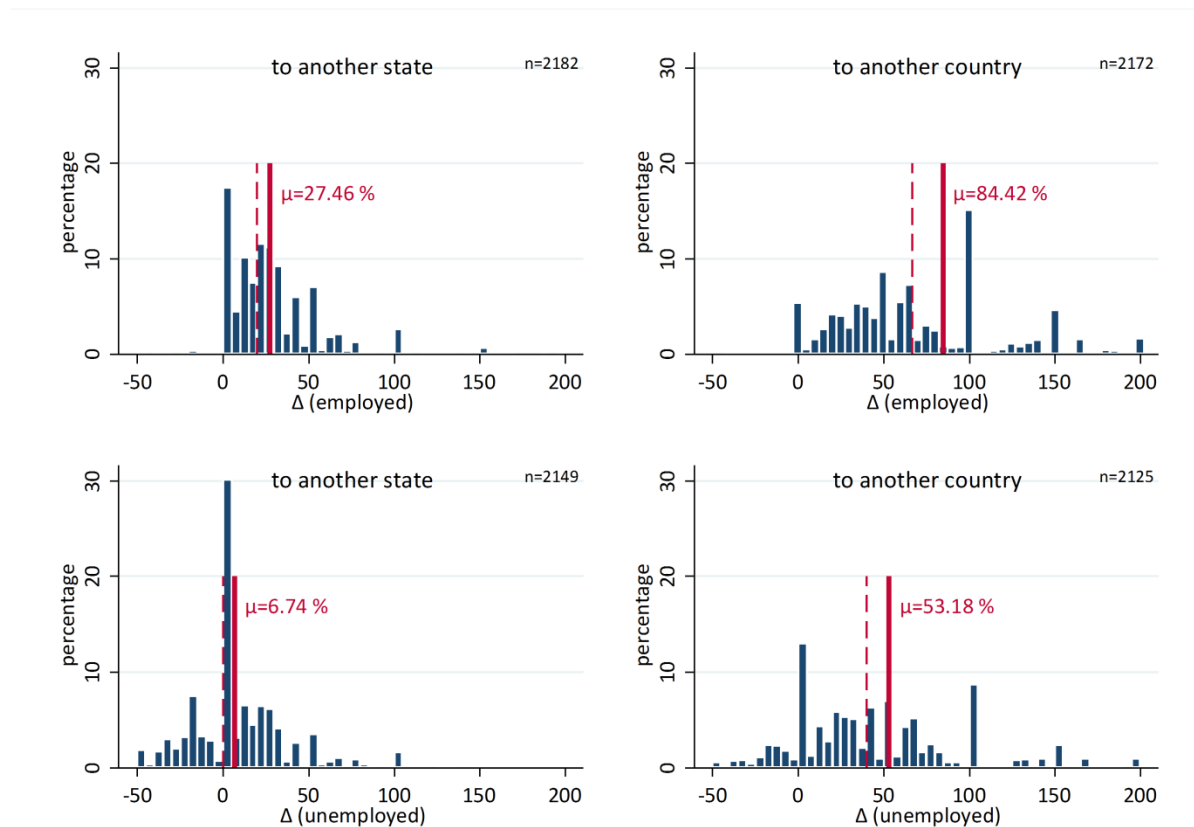 to another state n=2182
30
20
10
0
percentage
μ=27.46 %
-50 0 50 100 150 200
Δ (employed)
to another country n=2172
30
20
10
0
percentage
μ=84.42 %
-50 0 50 100 150 200
Δ (employed)
to another state n=2149
30
20
10
0
percentage
μ=6.74 %
-50 0 50 100 150 200
Δ (unemployed)
to another country n=2125
30
20
10
0
percentage
μ=53.18 %
-50 0 50 100 150 200
Δ (unemployed)